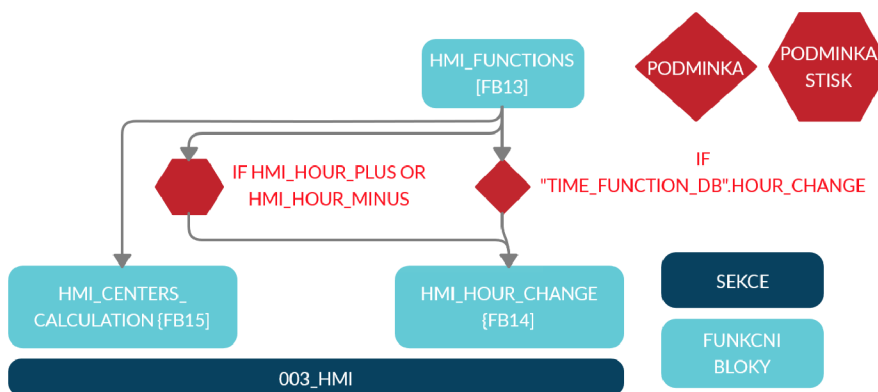 HMI_FUNCTIONS
[FB13]
PODMINKA
PODMINKA
STISK
IF HMI_HOUR_PLUS OR
HMI_HOUR_MINUS
IF
"TIME_FUNCTION_DB".HOUR_CHANGE
HMI_CENTERS_
CALCULATION {FB15]
HMI_HOUR_CHANGE
{FB14]
SEKCE
FUNKCNI
BLOKY
003_HMI